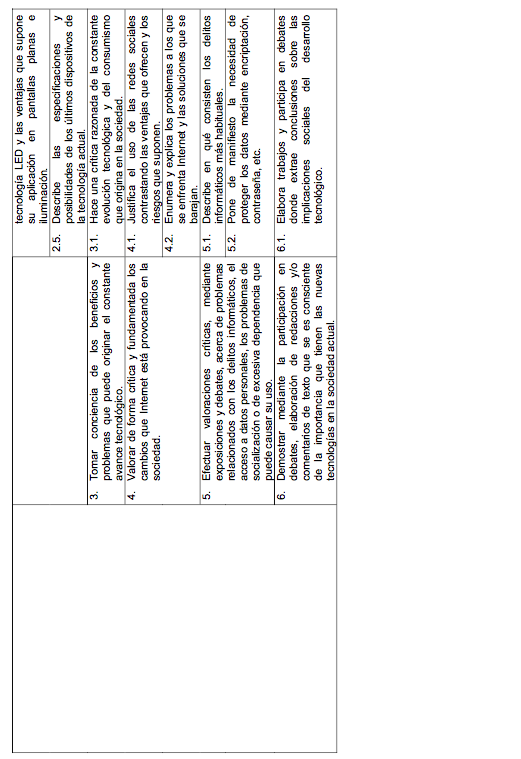 tecnología LED y las ventajas que supone
su aplicación en pantallas planas e
iluminación.
2.5. Describe las especificaciones y
posibilidades de los últimos dispositivos de
la tecnología actual.
3. Tomar conciencia de los beneficios y
problemas que puede originar el constante
avance tecnológico.
3.1. Hace una crítica razonada de la constante
evolución tecnológica y del consumismo
que origina en la sociedad.
4. Valorar de forma crítica y fundamentada los
cambios que Internet está provocando en la
sociedad.
4.1. Justifica el uso de las redes sociales
contrastando las ventajas que ofrecen y los
riesgos que suponen.
4.2. Enumera y explica los problemas a los que
se enfrenta Internet y las soluciones que se
barajan.
5. Efectuar valoraciones críticas, mediante
exposiciones y debates, acerca de problemas
relacionados con los delitos informáticos, el
acceso a datos personales, los problemas de
socialización o de excesiva dependencia que
puede causar su uso.
5.1. Describe en qué consisten los delitos
informáticos más habituales.
5.2. Pone de manifiesto la necesidad de
proteger los datos mediante encriptación,
contraseña, etc.
6. Demostrar mediante la participación en
debates, elaboración de redacciones y/o
comentarios de texto que se es consciente
de la importancia que tienen las nuevas
tecnologías en la sociedad actual.
6.1. Elabora trabajos y participa en debates
donde extrae conclusiones sobre las
implicaciones sociales del desarrollo
tecnológico.